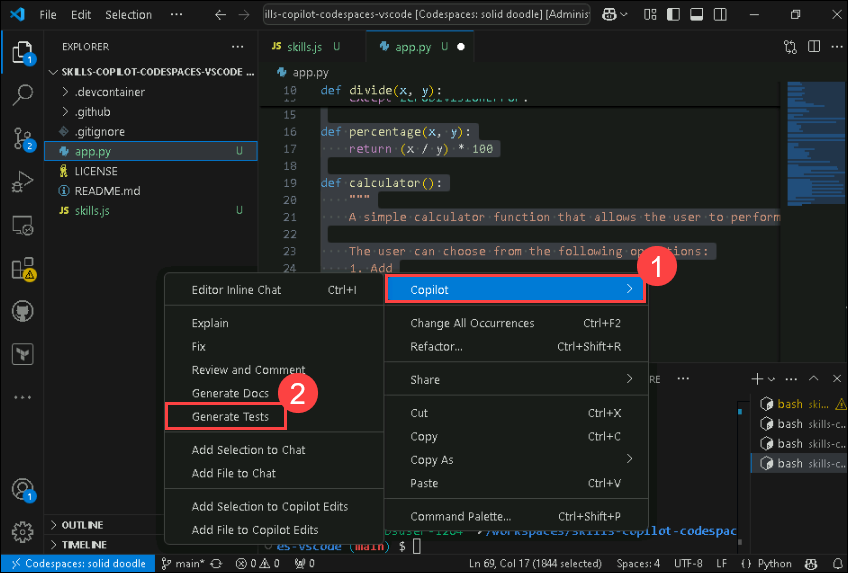 File Edit Selection ··· ills-copilot-codespaces-vscode [Codespaces: solid doodle] [Administ
EXPLORER ···
SKILLS-COPILOT-CODESPACES-VSCODE ...
.devcontainer
.github
.gitignore
app.py U
LICENSE
README.md
JS skills.js U
OUTLINE
TIMELINE
1
2
1
JS skills.js U
app.py U
app.py
10 def divide(x, y):
15
16 def percentage(x, y):
17 return (x / y) * 100
18
19 def calculator():
20 """
21 A simple calculator function that allows the user to perform
22
23 The user can choose from the following operations:
24 1. Add
1
Copilot
Change All Occurrences Ctrl+F2
Refactor... Ctrl+Shift+R
Share
Cut Ctrl+X
Copy Ctrl+C
Copy As
Paste Ctrl+V
Command Palette... Ctrl+Shift+P
Editor Inline Chat Ctrl+I
Explain
Fix
Review and Comment
Generate Docs
2
Generate Tests
Add Selection to Chat
Add File to Chat
Add Selection to Copilot Edits
Add File to Copilot Edits
RE ···
bash ski...
bash skills-c...
bash skills-c...
bash skills-c...
/workspaces/skills-copilot-codespac
es-vscode (main) $
Codespaces: solid doodle main* 0 0 0 Ln 69, Col 17 (1844 selected) Spaces: 4 UTF-8 LF {} Python